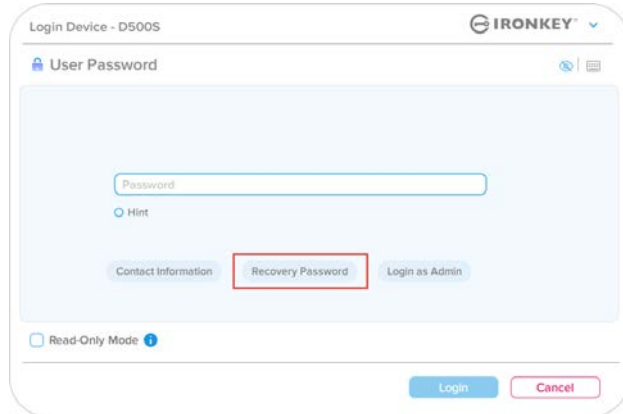 Login Device - D500S
IRONKEY
User Password
Password
Hint
Contact Information
Recovery Password
Login as Admin
Read-Only Mode
Login
Cancel